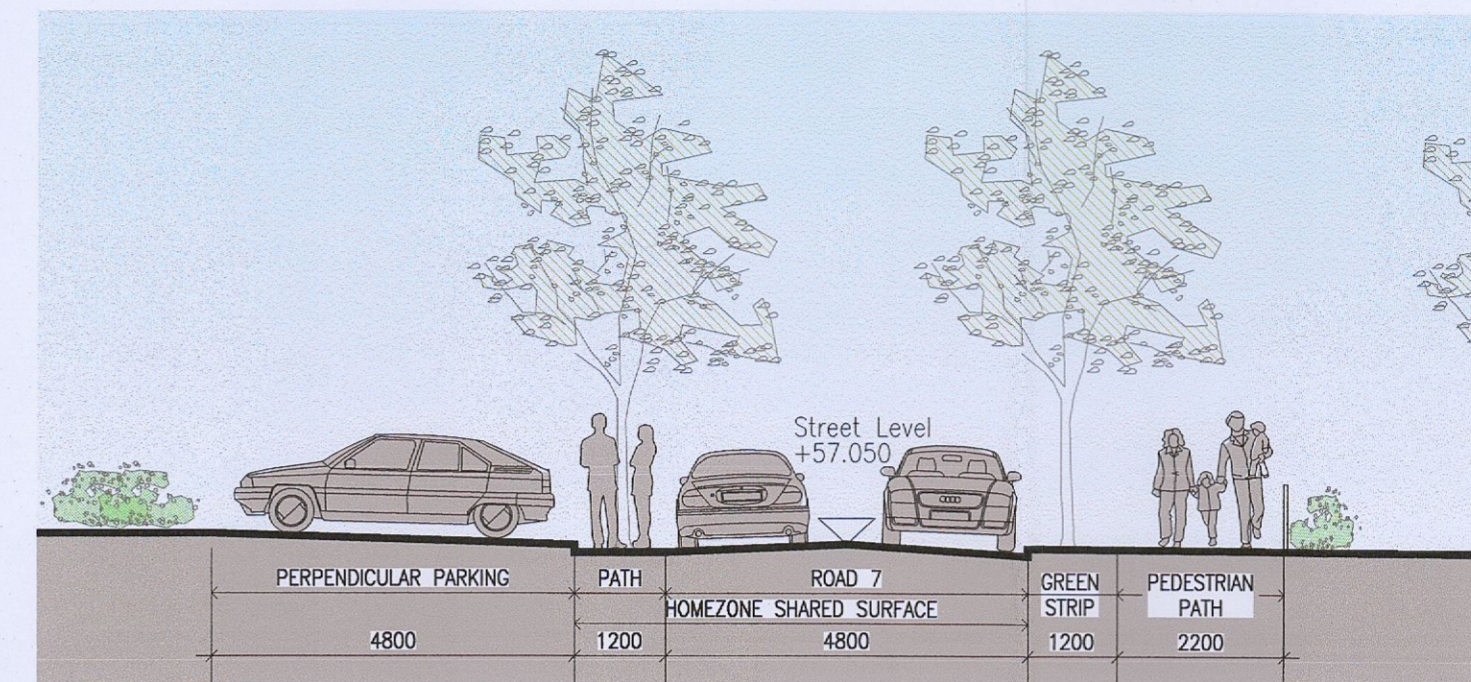 Street Level
+57.050
PERPENDICULAR PARKING
PATH
ROAD 7
GREEN
STRIP
PEDESTRIAN
PATH
HOMEZONE SHARED SURFACE
4800
1200
4800
1200
2200